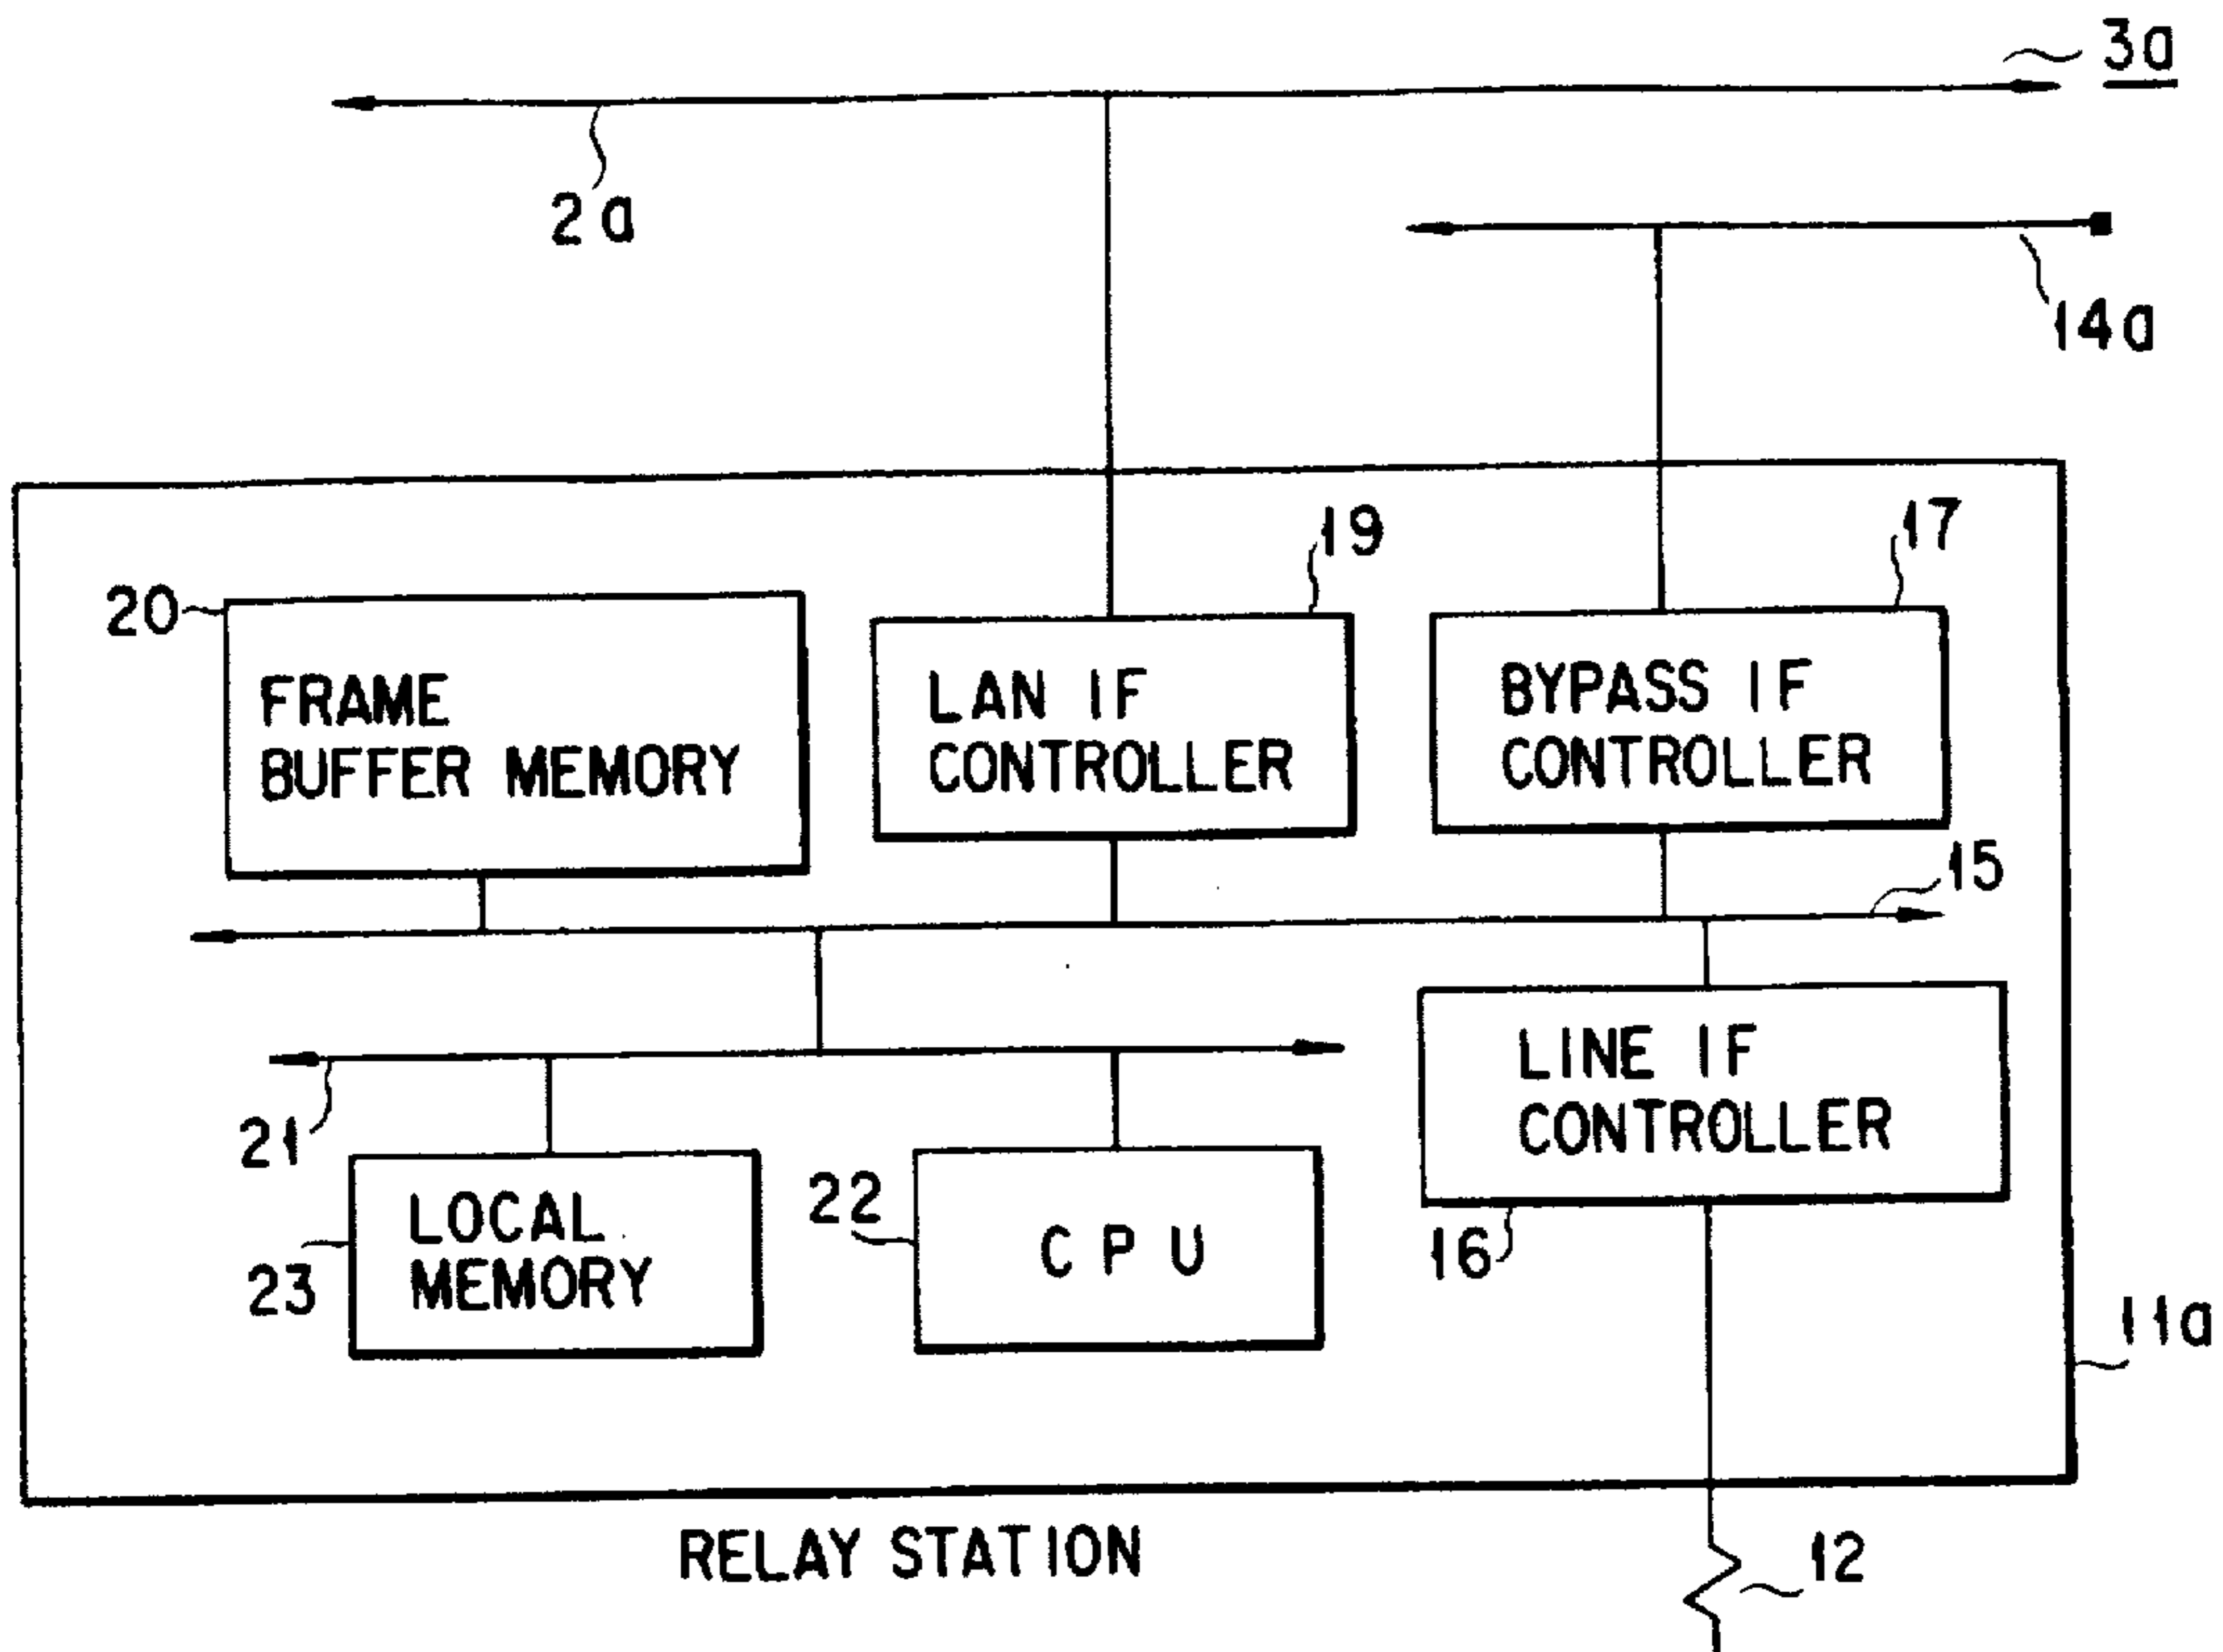 3a
2a
14a
19
17
20
FRAME
BUFFER MEMORY
LAN IF
CONTROLLER
BYPASS IF
CONTROLLER
15
LINE IF
CONTROLLER
21
22
LOCAL
MEMORY
CPU
23
16
11a
RELAY STATION
12